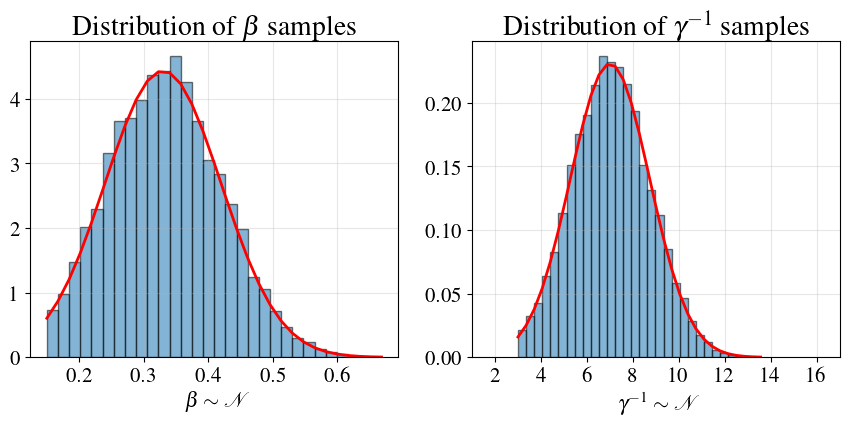 Distribution of β samples
4
3
2
1
0
0.2 0.3 0.4 0.5 0.6
β ∼ 𝒩
Distribution of γ⁻¹ samples
0.20
0.15
0.10
0.05
0.00
2 4 6 8 10 12 14 16
γ⁻¹ ∼ 𝒩